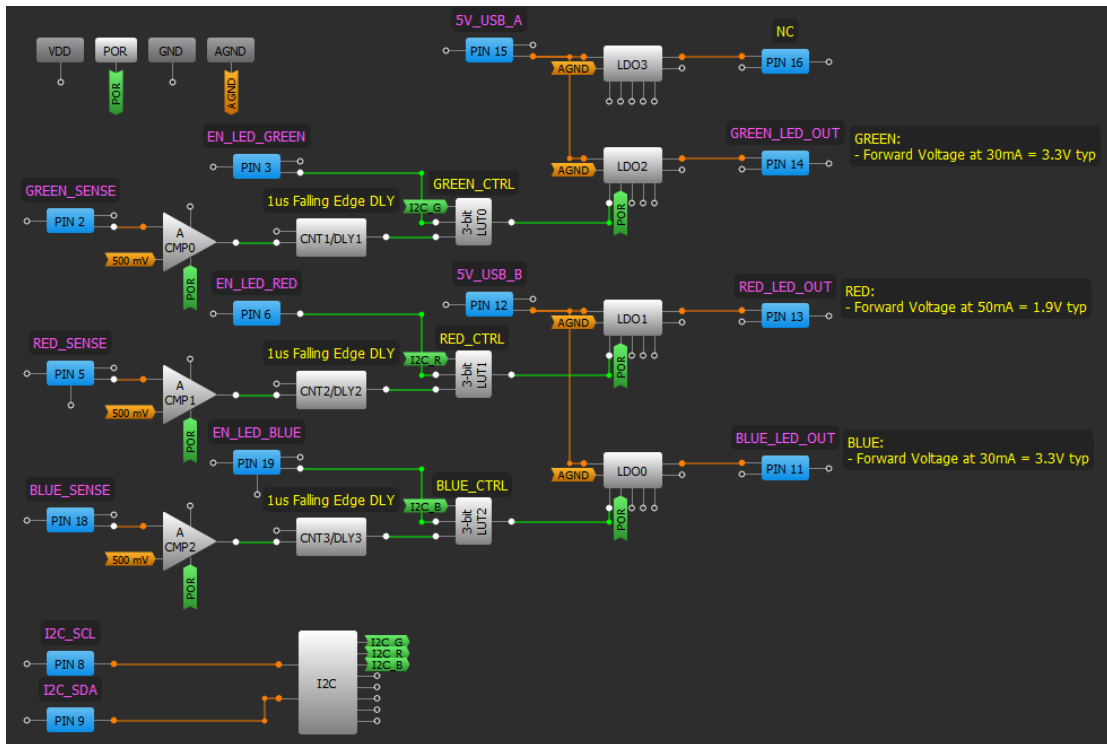 VDD
POR
GND
AGND
POR
AGND
5V_USB_A
PIN 15
AGND
LDO3
NC
PIN 16
EN_LED_GREEN
PIN 3
GREEN_SENSE
PIN 2
500 mV
A
CMP0
POR
1us Falling Edge DLY
CNT1/DLY1
GREEN_CTRL
I2C_G
3-bit
LUT0
AGND
LDO2
POR
GREEN_LED_OUT
PIN 14
GREEN:
- Forward Voltage at 30mA = 3.3V typ
EN_LED_RED
PIN 6
RED_SENSE
PIN 5
500 mV
A
CMP1
POR
1us Falling Edge DLY
CNT2/DLY2
RED_CTRL
I2C_R
3-bit
LUT1
5V_USB_B
PIN 12
AGND
LDO1
POR
RED_LED_OUT
PIN 13
RED:
- Forward Voltage at 50mA = 1.9V typ
EN_LED_BLUE
PIN 19
BLUE_SENSE
PIN 18
500 mV
A
CMP2
POR
1us Falling Edge DLY
CNT3/DLY3
BLUE_CTRL
I2C_B
3-bit
LUT2
AGND
LDO0
POR
BLUE_LED_OUT
PIN 11
BLUE:
- Forward Voltage at 30mA = 3.3V typ
I2C_SCL
PIN 8
I2C_SDA
PIN 9
I2C
I2C_G
I2C_R
I2C_B